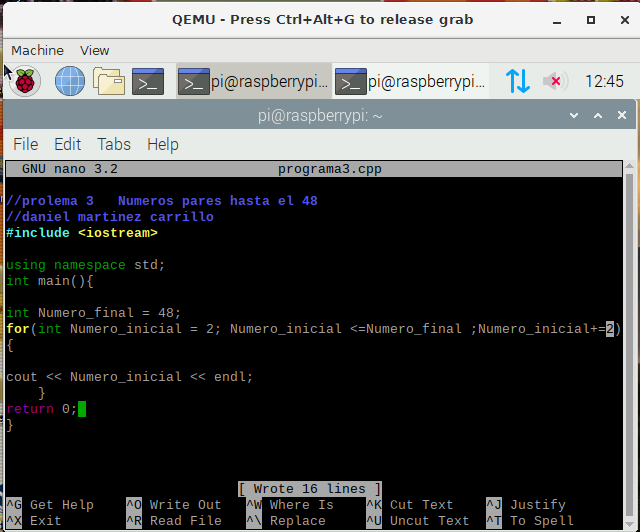 QEMU - Press Ctrl+Alt+G to release grab
Machine View
pi@raspberrypi... pi@raspberrypi... 12:45
pi@raspberrypi: ~
File Edit Tabs Help
GNU nano 3.2 programa3.cpp
//prolema 3 Numeros pares hasta el 48
//daniel martinez carrillo
#include <iostream>
using namespace std;
int main(){
int Numero_final = 48;
for(int Numero_inicial = 2; Numero_inicial <=Numero_final ;Numero_inicial+=2)
{
cout << Numero_inicial << endl;
}
return 0;
}
[ Wrote 16 lines ]
^G Get Help ^O Write Out ^W Where Is ^K Cut Text ^J Justify
^X Exit ^R Read File ^\ Replace ^U Uncut Text ^T To Spell